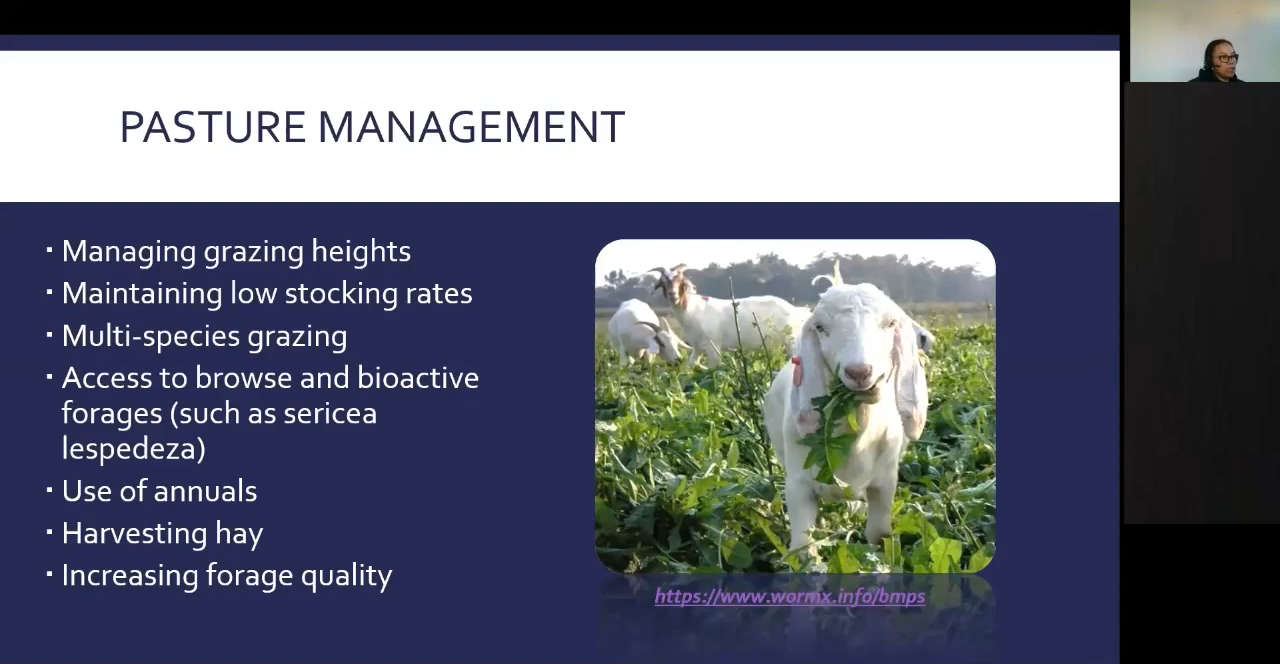 PASTURE MANAGEMENT
▪ Managing grazing heights
▪ Maintaining low stocking rates
▪ Multi-species grazing
▪ Access to browse and bioactive
forages (such as sericea
lespedeza)
▪ Use of annuals
▪ Harvesting hay
▪ Increasing forage quality
https://www.wormx.info/bmps